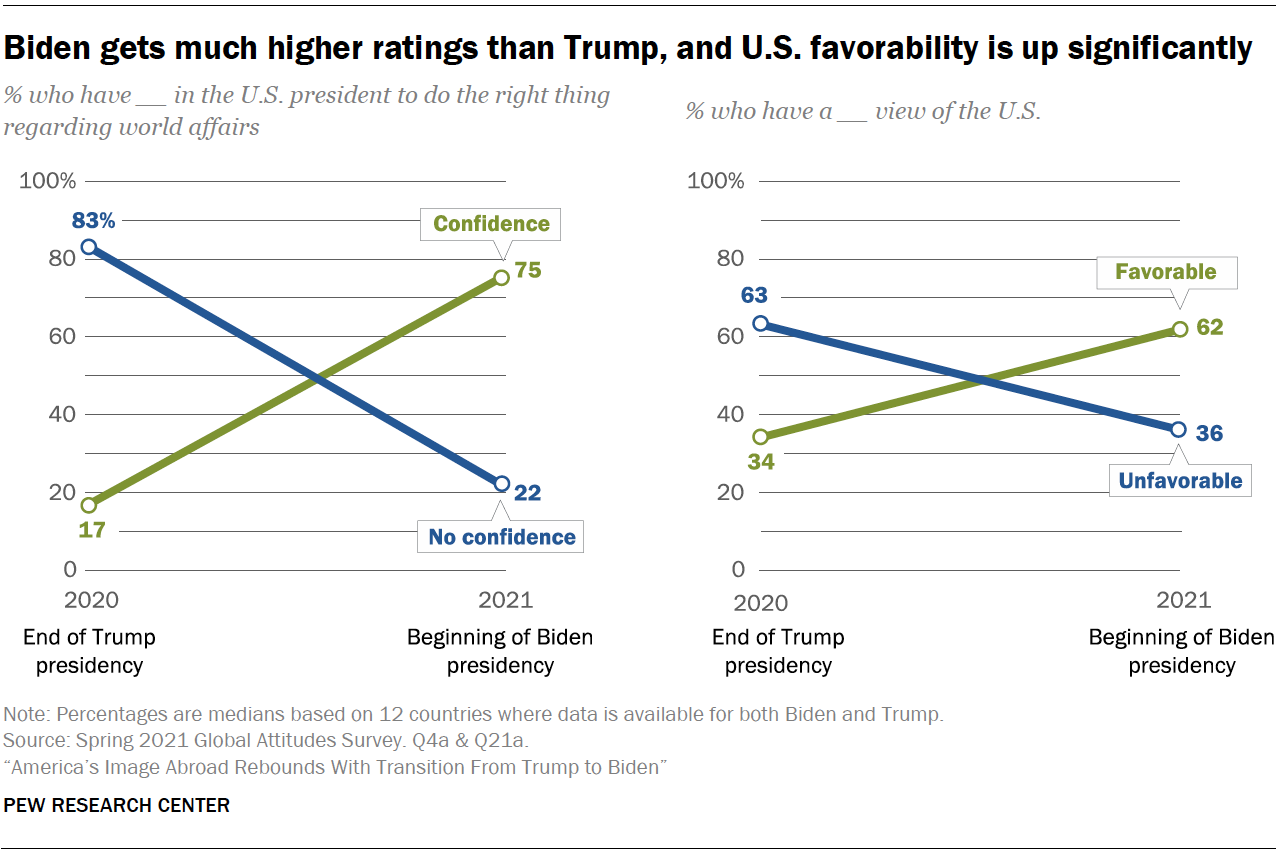 Biden gets much higher ratings than Trump, and U.S. favorability is up significantly
% who have __ in the U.S. president to do the right thing
regarding world affairs
100%
83%
80
60
40
20
17
0
Confidence
75
22
No confidence
2020
2021
End of Trump
presidency
Beginning of Biden
presidency
% who have a __ view of the U.S.
100%
80
63
60
40
34
20
0
Favorable
62
36
Unfavorable
2020
2021
End of Trump
presidency
Beginning of Biden
presidency
Note: Percentages are medians based on 12 countries where data is available for both Biden and Trump.
Source: Spring 2021 Global Attitudes Survey. Q4a & Q21a.
“America’s Image Abroad Rebounds With Transition From Trump to Biden”
PEW RESEARCH CENTER